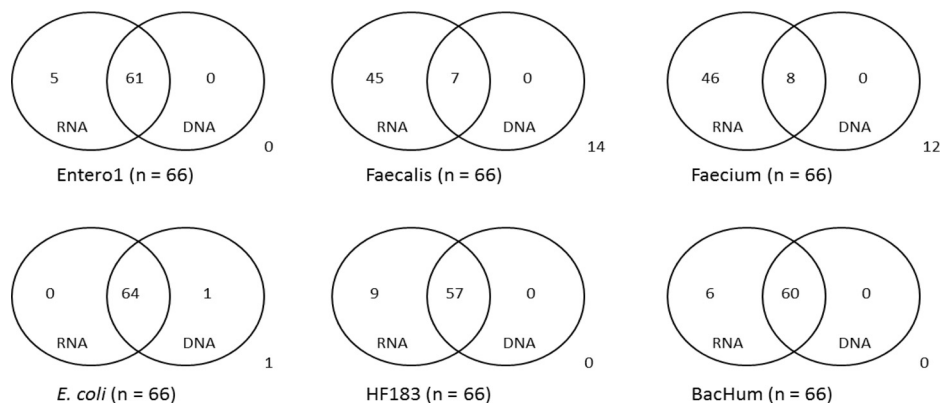 5 61 0
RNA DNA
0
Entero1 (n = 66)
45 7 0
RNA DNA
14
Faecalis (n = 66)
46 8 0
RNA DNA
12
Faecium (n = 66)
0 64 1
RNA DNA
1
E. coli (n = 66)
9 57 0
RNA DNA
0
HF183 (n = 66)
6 60 0
RNA DNA
0
BacHum (n = 66)